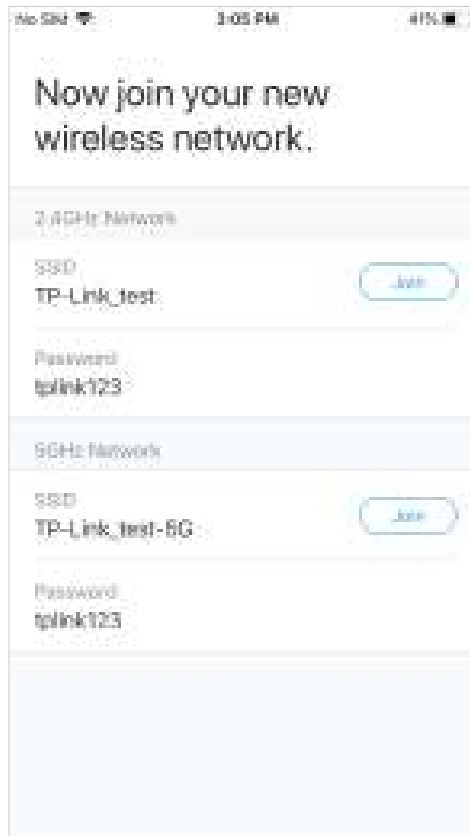 No SIM 3:05 PM 41%
Now join your new
wireless network.
2.4GHz Network
SSID
TP-Link_test
Join
Password
tplink123
5GHz Network
SSID
TP-Link_test-5G
Join
Password
tplink123